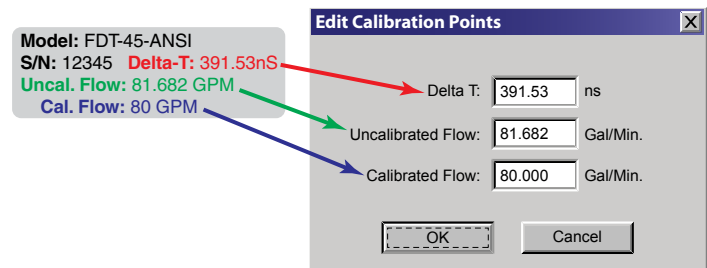 Model: FDT-45-ANSI
S/N: 12345 Delta-T: 391.53nS
Uncal. Flow: 81.682 GPM
Cal. Flow: 80 GPM
Edit Calibration Points
X
Delta T: 391.53 ns
Uncalibrated Flow: 81.682 Gal/Min.
Calibrated Flow: 80.000 Gal/Min.
OK Cancel